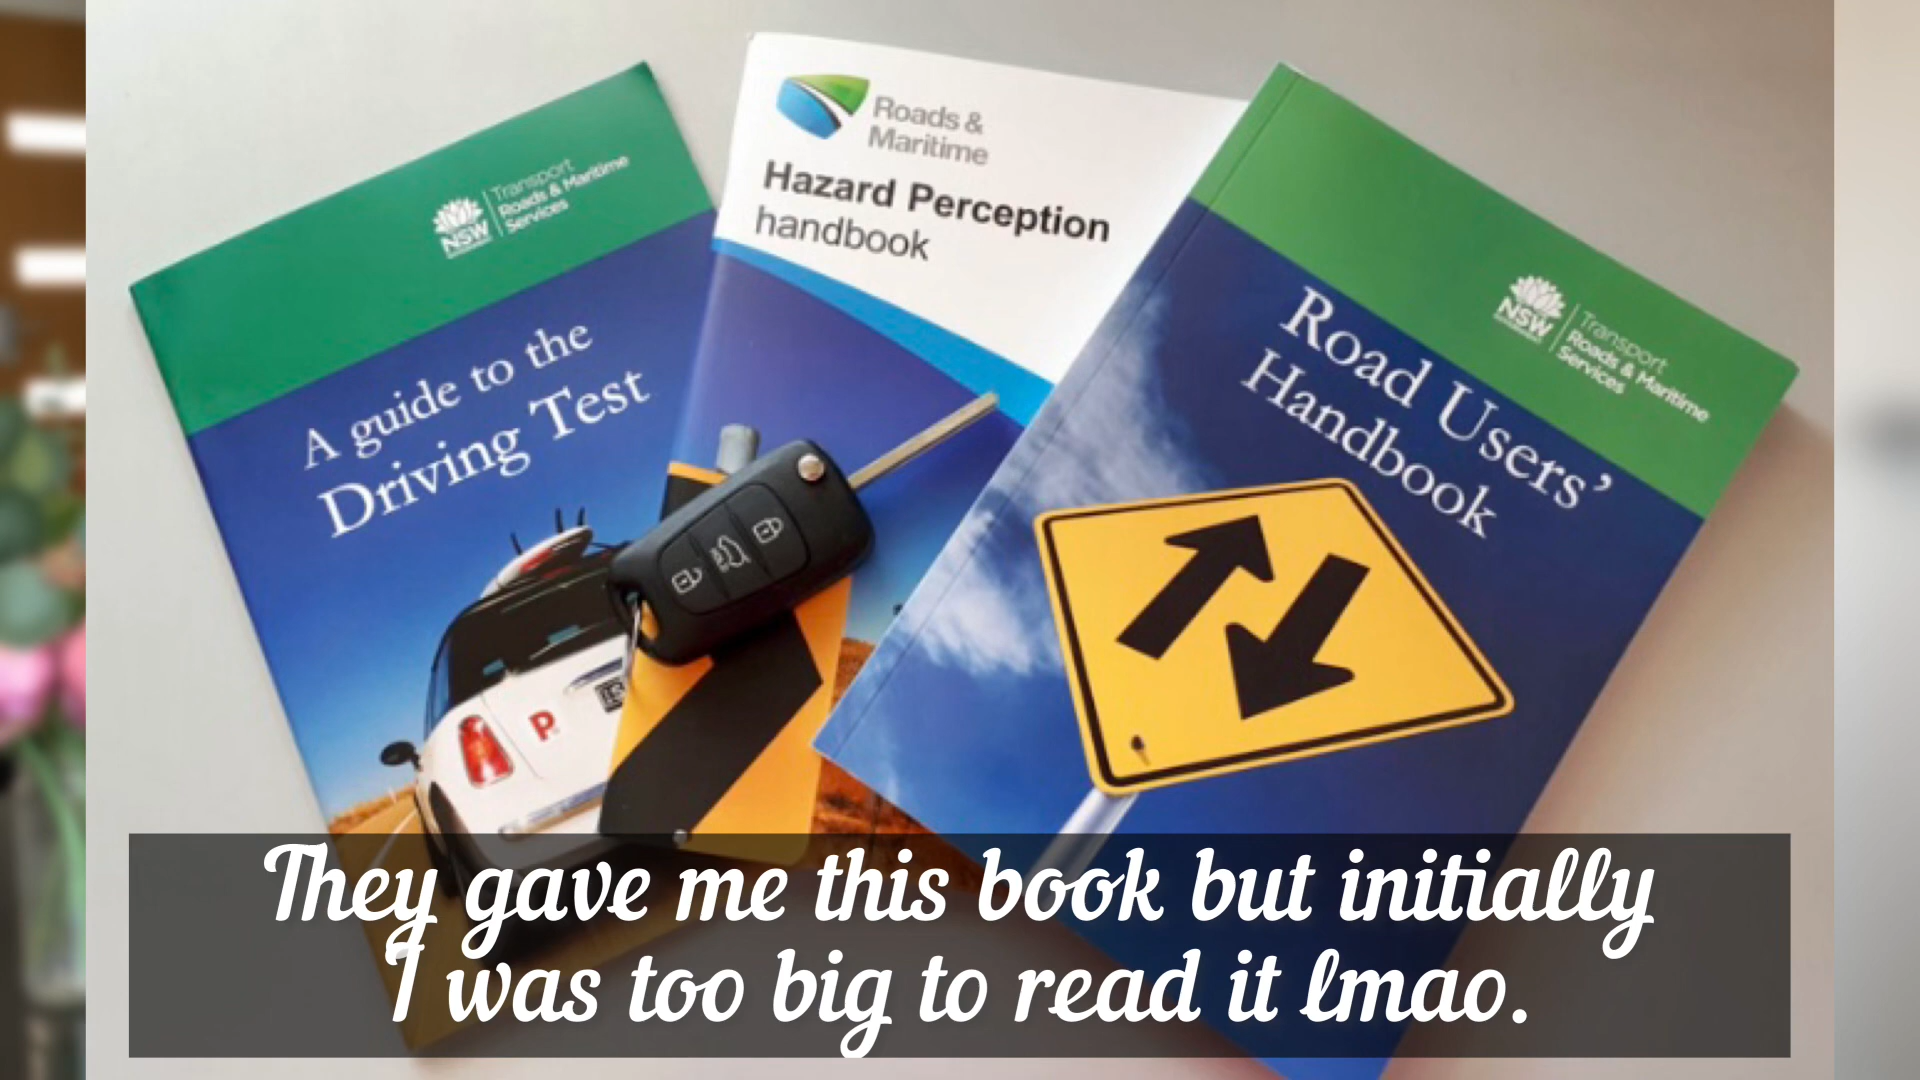 NSW
Transport
Roads & Maritime
Services
A guide to the
Driving Test
P
Roads &
Maritime
Hazard Perception
handbook
NSW
Transport
Roads & Maritime
Services
Road Users'
Handbook
They gave me this book but initially
I was too big to read it lmao.